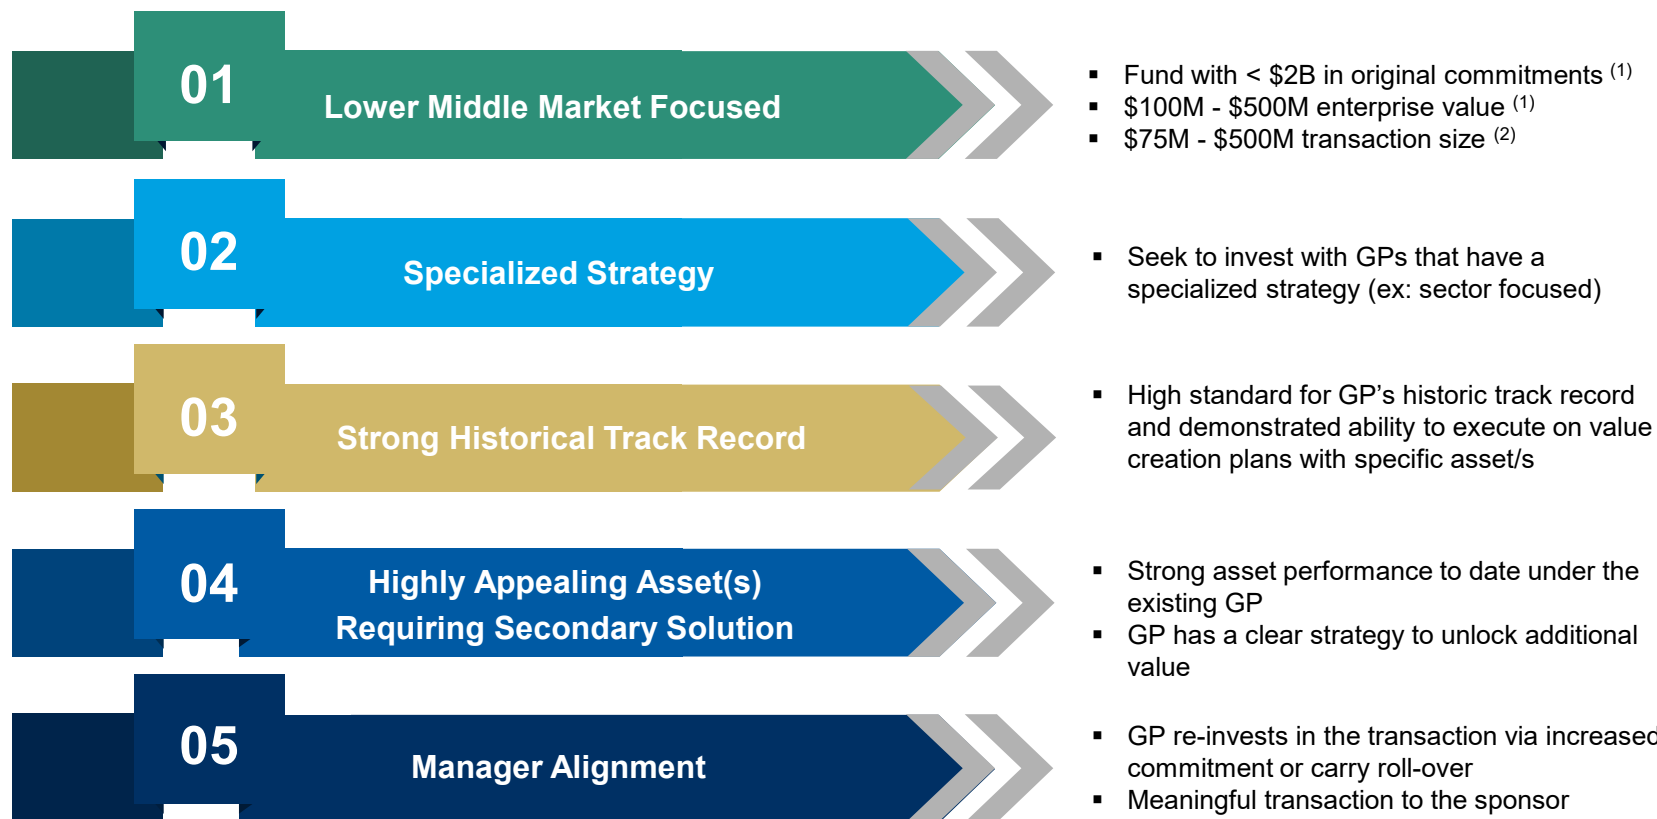 01
Lower Middle Market Focused
▪ Fund with < $2B in original commitments (1)
▪ $100M - $500M enterprise value (1)
▪ $75M - $500M transaction size (2)
02
Specialized Strategy
▪ Seek to invest with GPs that have a
specialized strategy (ex: sector focused)
03
Strong Historical Track Record
▪ High standard for GP’s historic track record
and demonstrated ability to execute on value
creation plans with specific asset/s
04
Highly Appealing Asset(s)
Requiring Secondary Solution
▪ Strong asset performance to date under the
existing GP
▪ GP has a clear strategy to unlock additional
value
05
Manager Alignment
▪ GP re-invests in the transaction via increased
commitment or carry roll-over
▪ Meaningful transaction to the sponsor